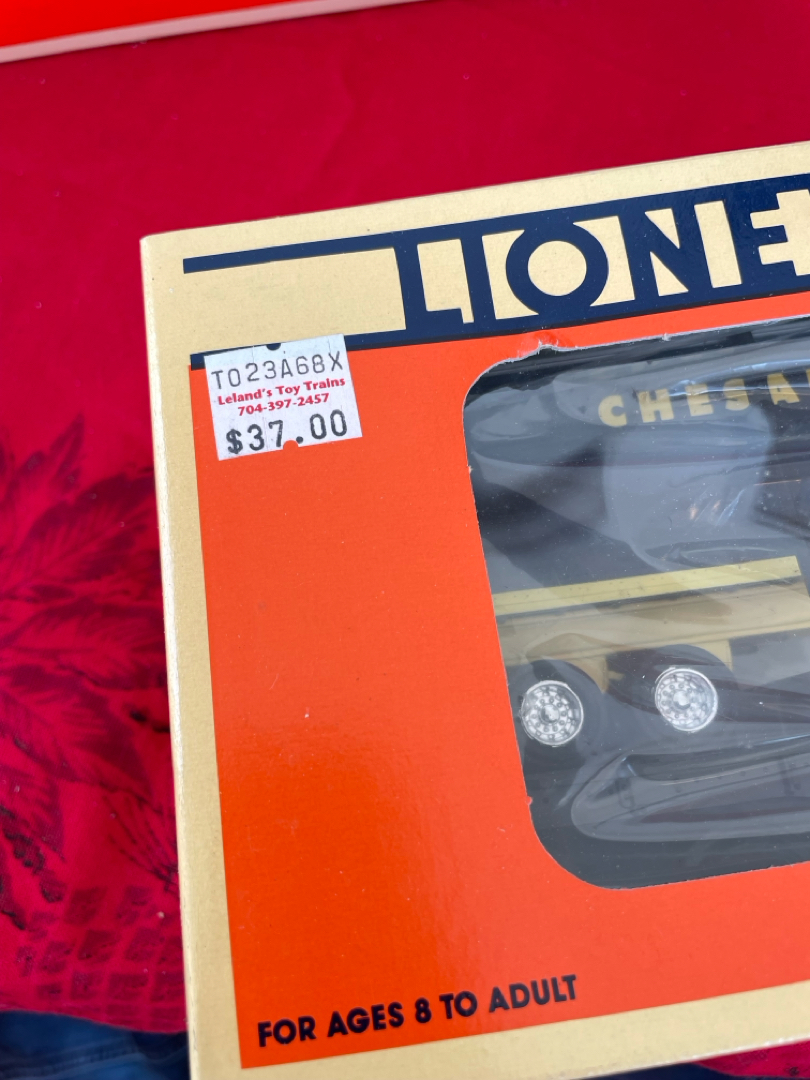 LIONE
T023A68X
Leland's Toy Trains
704-397-2457
$37.00
CHESA
FOR AGES 8 TO ADULT